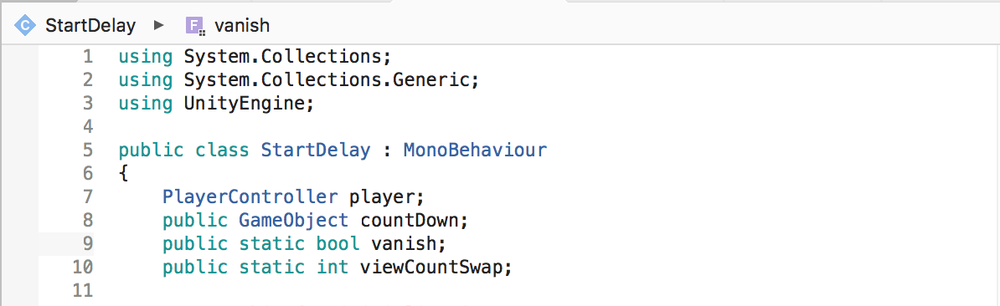 StartDelay ▶ F vanish
1 using System.Collections;
2 using System.Collections.Generic;
3 using UnityEngine;
4
5 public class StartDelay : MonoBehaviour
6 {
7     PlayerController player;
8     public GameObject countDown;
9     public static bool vanish;
10     public static int viewCountSwap;
11